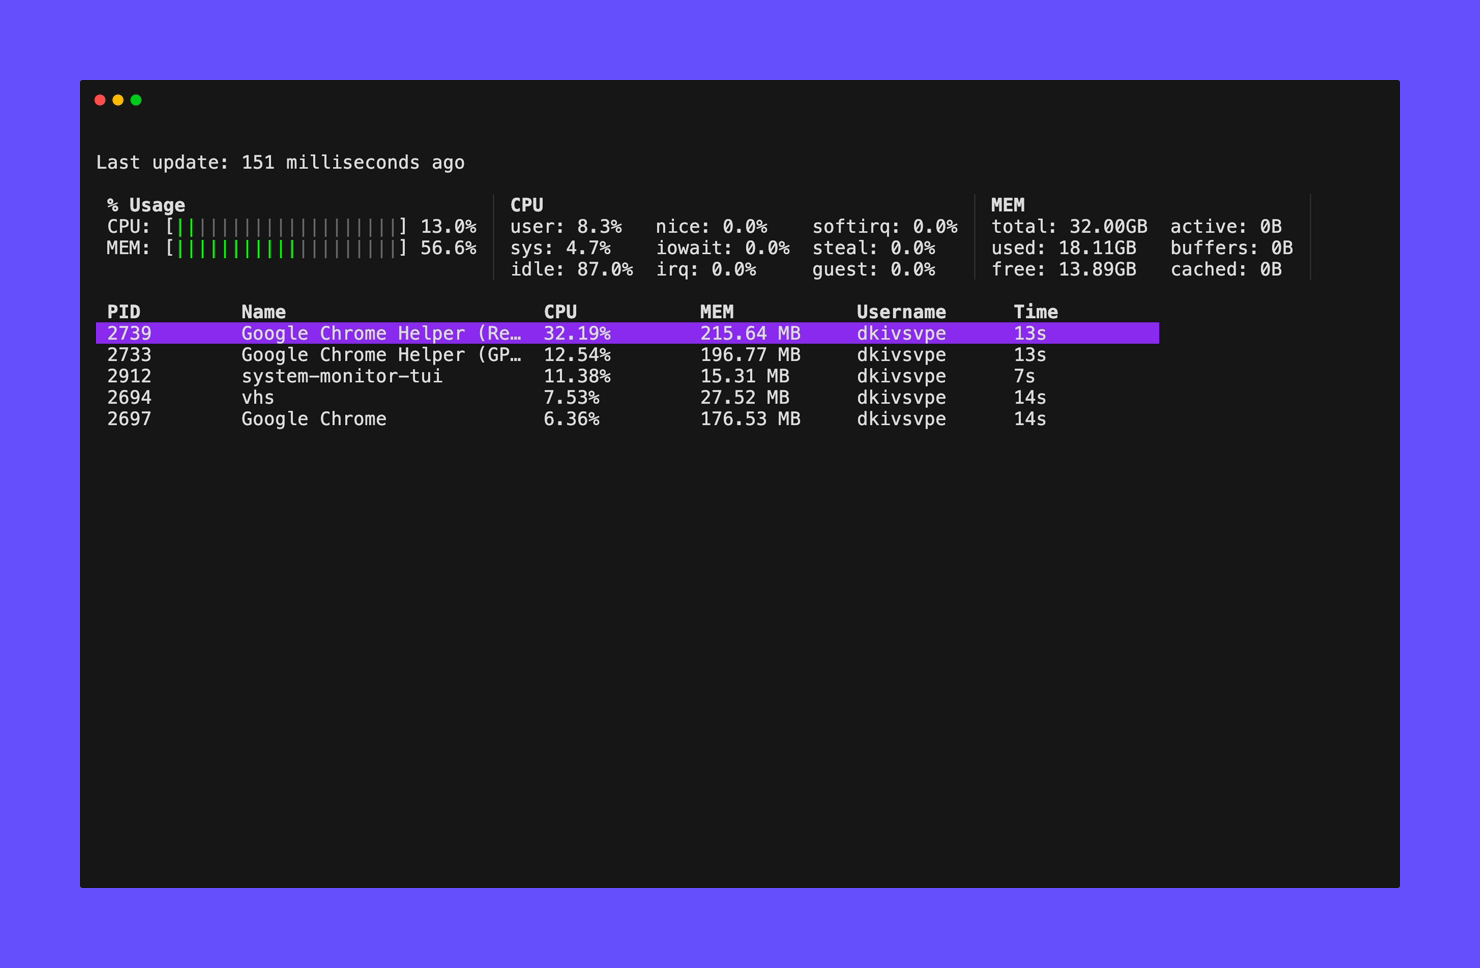 Last update: 151 milliseconds ago
% Usage CPU MEM
CPU: [||||||||||||||||||||] 13.0% user: 8.3% nice: 0.0% softirq: 0.0% total: 32.00GB active: 0B
MEM: [||||||||||||||||||||] 56.6% sys: 4.7% iowait: 0.0% steal: 0.0% used: 18.11GB buffers: 0B
idle: 87.0% irq: 0.0% guest: 0.0% free: 13.89GB cached: 0B
PID Name CPU MEM Username Time
2739 Google Chrome Helper (Re… 32.19% 215.64 MB dkivsvpe 13s
2733 Google Chrome Helper (GP… 12.54% 196.77 MB dkivsvpe 13s
2912 system-monitor-tui 11.38% 15.31 MB dkivsvpe 7s
2694 vhs 7.53% 27.52 MB dkivsvpe 14s
2697 Google Chrome 6.36% 176.53 MB dkivsvpe 14s